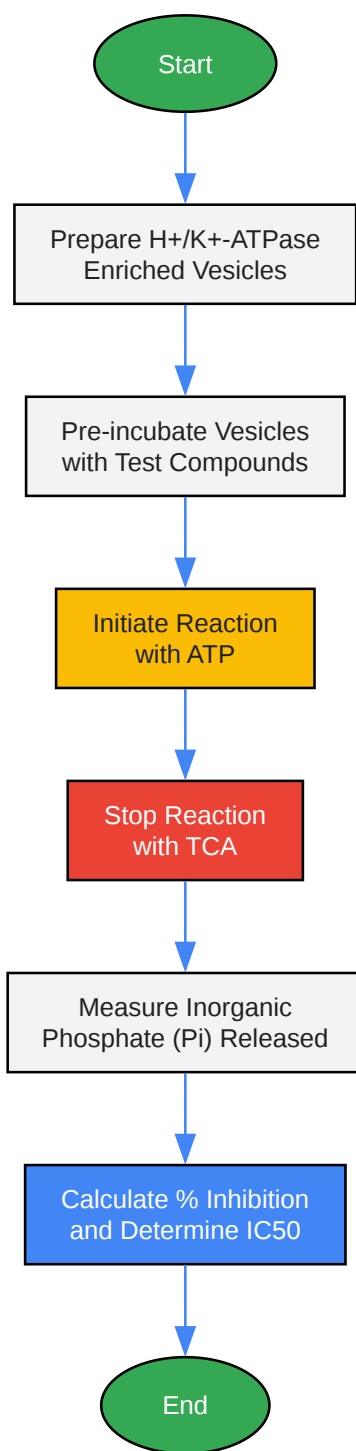 Start
Prepare H+/K+-ATPase
Enriched Vesicles
Pre-incubate Vesicles
with Test Compounds
Initiate Reaction
with ATP
Stop Reaction
with TCA
Measure Inorganic
Phosphate (Pi) Released
Calculate % Inhibition
and Determine IC50
End